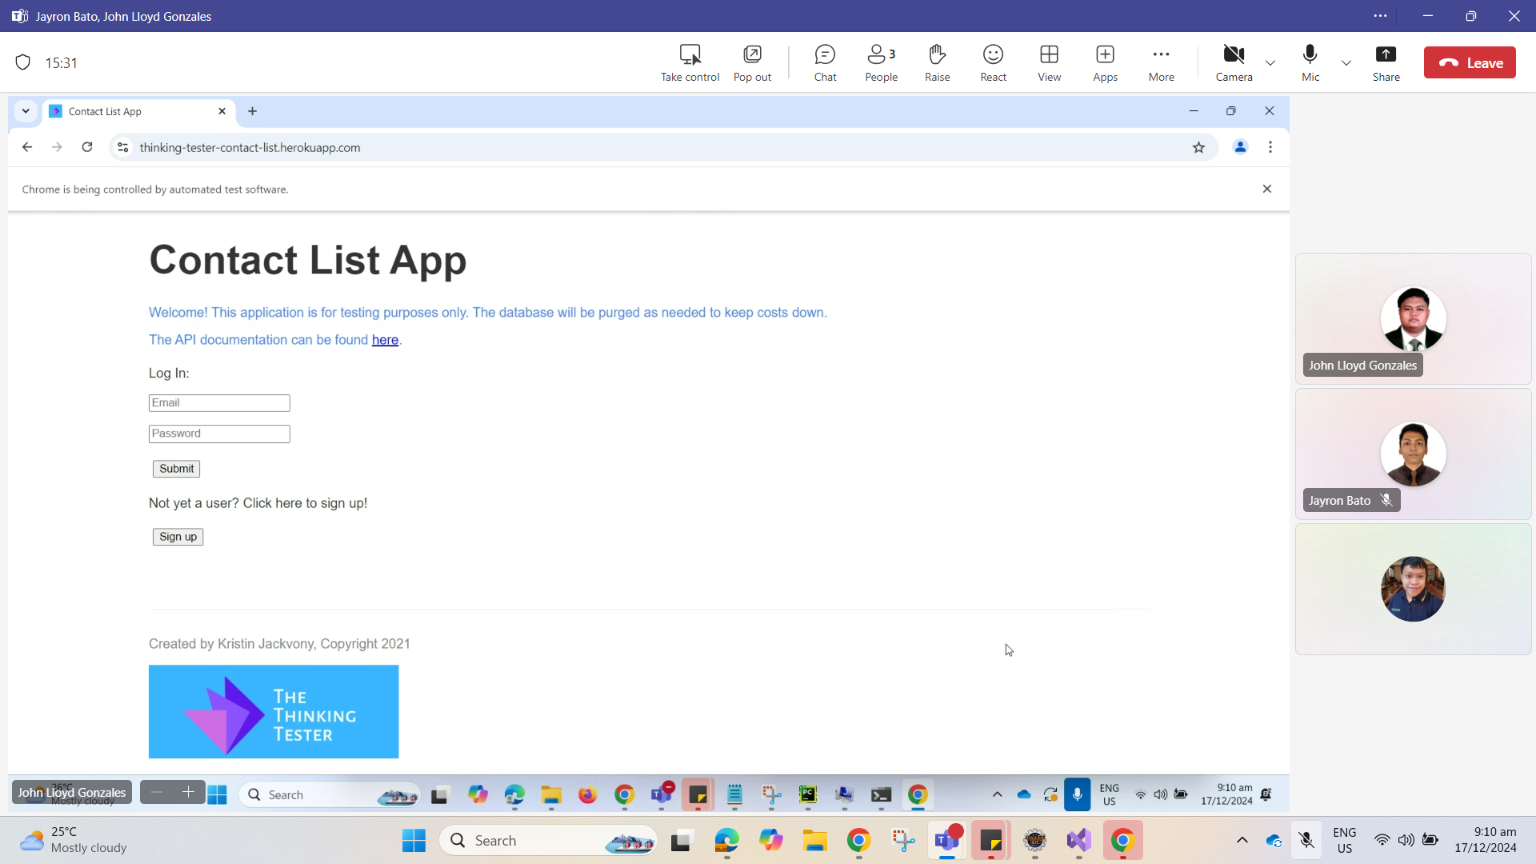 Jayron Bato, John Lloyd Gonzales
15:31
Take control
Pop out
Chat
3
People
Raise
React
View
Apps
More
Camera
Mic
Share
Leave
Contact List App
thinking-tester-contact-list.herokuapp.com
Chrome is being controlled by automated test software.
Contact List App
Welcome! This application is for testing purposes only. The database will be purged as needed to keep costs down.
The API documentation can be found here.
Log In:
Email
Password
Submit
Not yet a user? Click here to sign up!
Sign up
Created by Kristin Jackvony, Copyright 2021
THE
THINKING
TESTER
John Lloyd Gonzales
Jayron Bato
John Lloyd Gonzales
Mostly cloudy
Search
ENG
US
9:10 am
17/12/2024
25°C
Mostly cloudy
Search
ENG
US
9:10 am
17/12/2024